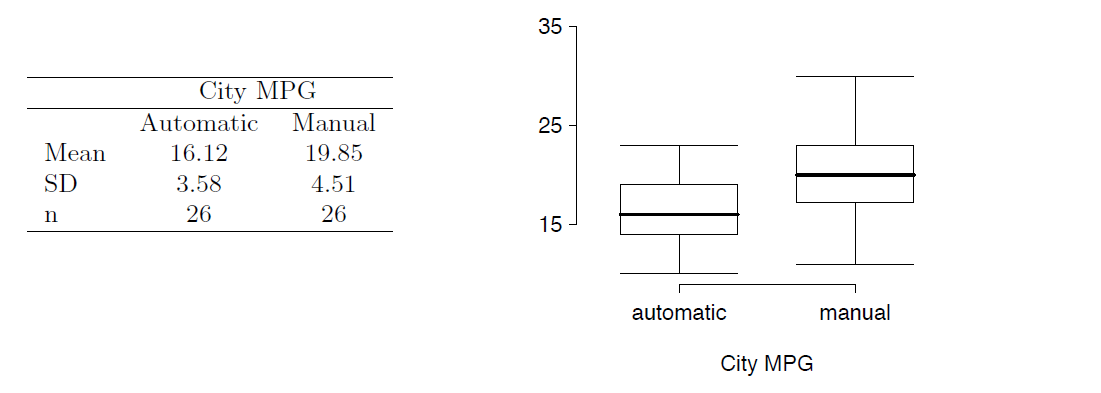 City MPG
Automatic Manual
Mean 16.12 19.85
SD 3.58 4.51
n 26 26
35
25
15
automatic manual
City MPG